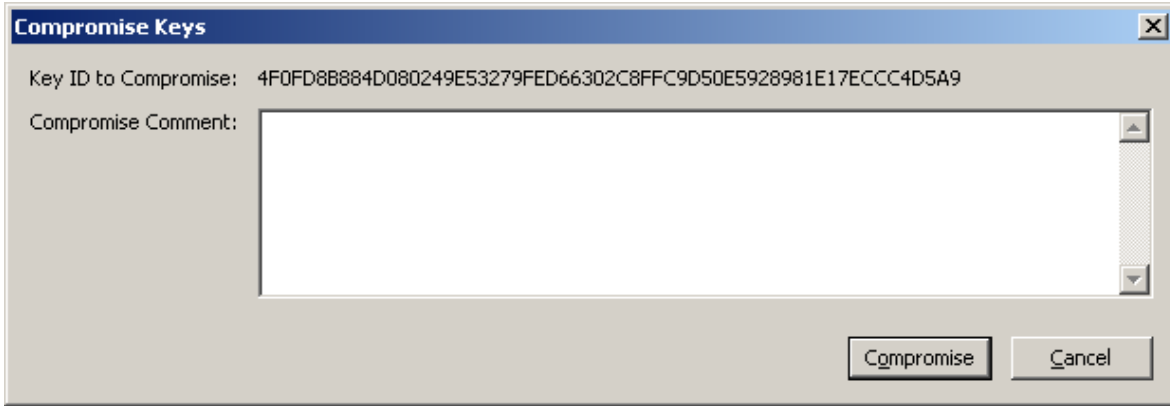 Compromise Keys
Key ID to Compromise: 4F0FD8B884D080249E53279FED66302C8FFC9D50E5928981E17ECCC4D5A9
Compromise Comment:
Compromise Cancel